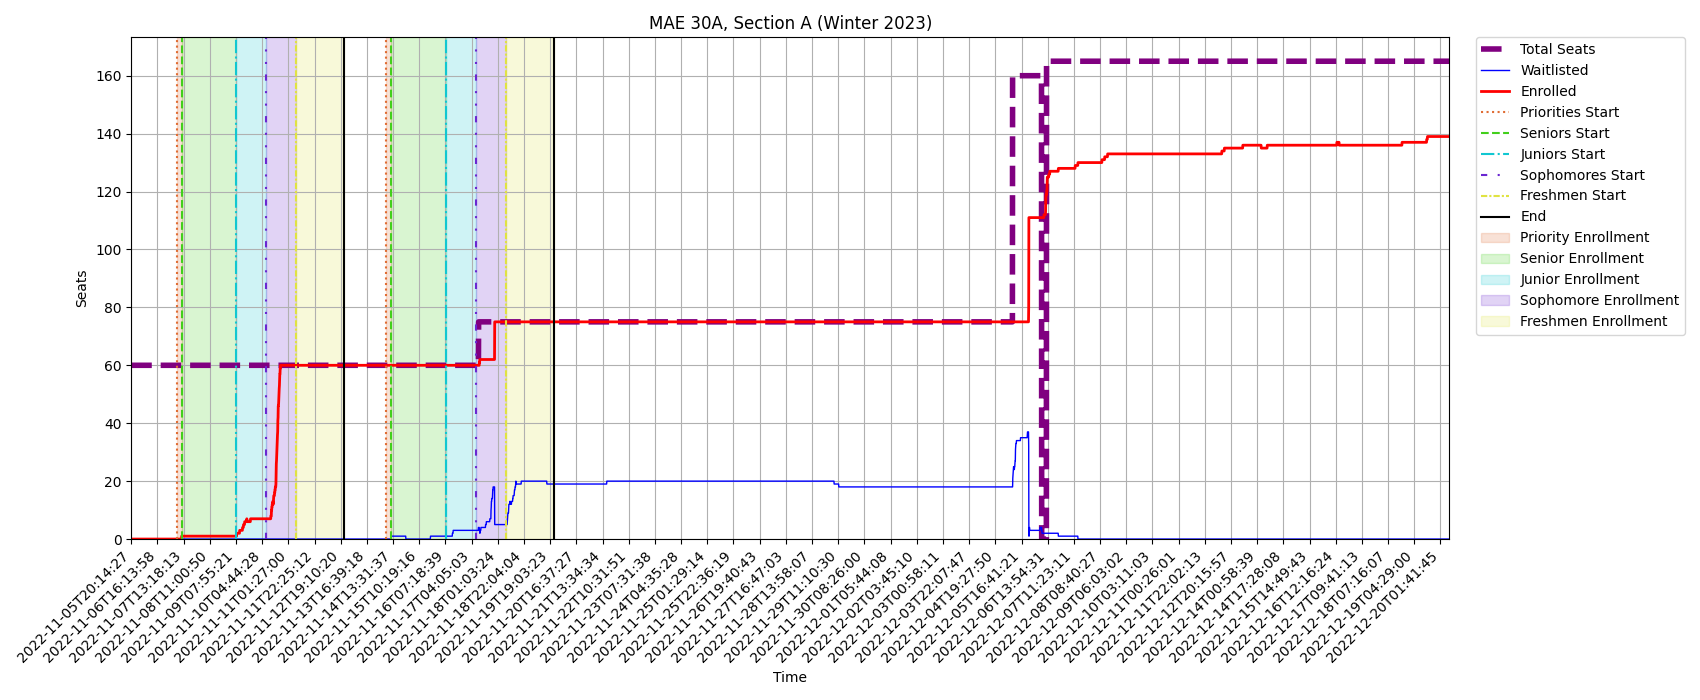 MAE 30A, Section A (Winter 2023)
Seats
160
140
120
100
80
60
40
20
0
2022-11-05T20:14:27
2022-11-06T16:13:58
2022-11-07T13:18:13
2022-11-08T11:00:50
2022-11-09T07:55:21
2022-11-10T04:44:28
2022-11-11T01:27:00
2022-11-11T22:25:12
2022-11-12T19:10:20
2022-11-13T16:39:18
2022-11-14T13:31:37
2022-11-15T10:19:16
2022-11-16T07:18:39
2022-11-17T04:05:03
2022-11-18T01:03:24
2022-11-18T22:04:04
2022-11-19T19:03:23
2022-11-20T16:37:27
2022-11-21T13:34:34
2022-11-22T10:31:51
2022-11-23T07:31:38
2022-11-24T04:35:28
2022-11-25T01:29:14
2022-11-25T22:36:19
2022-11-26T19:40:43
2022-11-27T16:47:03
2022-11-28T13:58:07
2022-11-29T11:10:30
2022-11-30T08:26:00
2022-12-01T05:44:08
2022-12-02T03:45:10
2022-12-03T00:58:11
2022-12-03T22:07:47
2022-12-04T19:27:50
2022-12-05T16:41:21
2022-12-06T13:54:31
2022-12-07T11:23:11
2022-12-08T08:40:27
2022-12-09T06:03:02
2022-12-10T03:11:03
2022-12-11T00:26:01
2022-12-11T22:02:13
2022-12-12T20:15:57
2022-12-14T00:58:39
2022-12-14T17:28:08
2022-12-15T14:49:43
2022-12-16T12:16:24
2022-12-17T09:41:13
2022-12-18T07:16:07
2022-12-19T04:29:00
2022-12-20T01:41:45
Time
Total Seats
Waitlisted
Enrolled
Priorities Start
Seniors Start
Juniors Start
Sophomores Start
Freshmen Start
End
Priority Enrollment
Senior Enrollment
Junior Enrollment
Sophomore Enrollment
Freshmen Enrollment